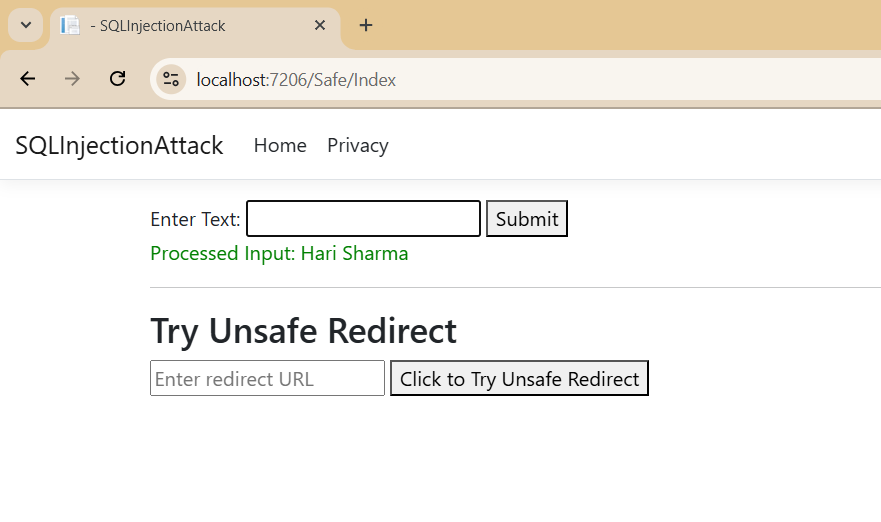 - SQLInjectionAttack
localhost:7206/Safe/Index
SQLInjectionAttack Home Privacy
Enter Text: Submit
Processed Input: Hari Sharma
Try Unsafe Redirect
Enter redirect URL Click to Try Unsafe Redirect